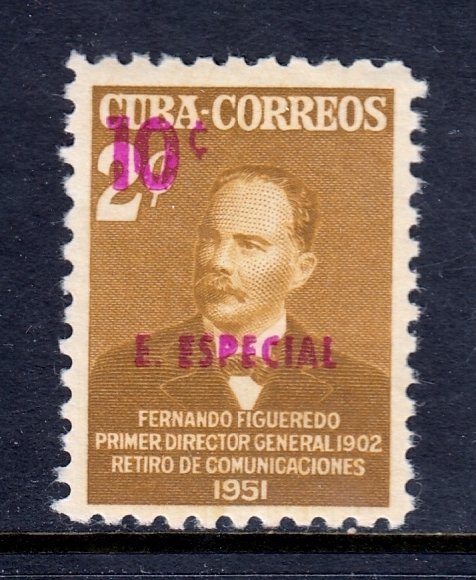 CUBA·CORREOS
10¢
2¢
E. ESPECIAL
FERNANDO FIGUEREDO
PRIMER DIRECTOR GENERAL 1902
RETIRO DE COMUNICACIONES
1951